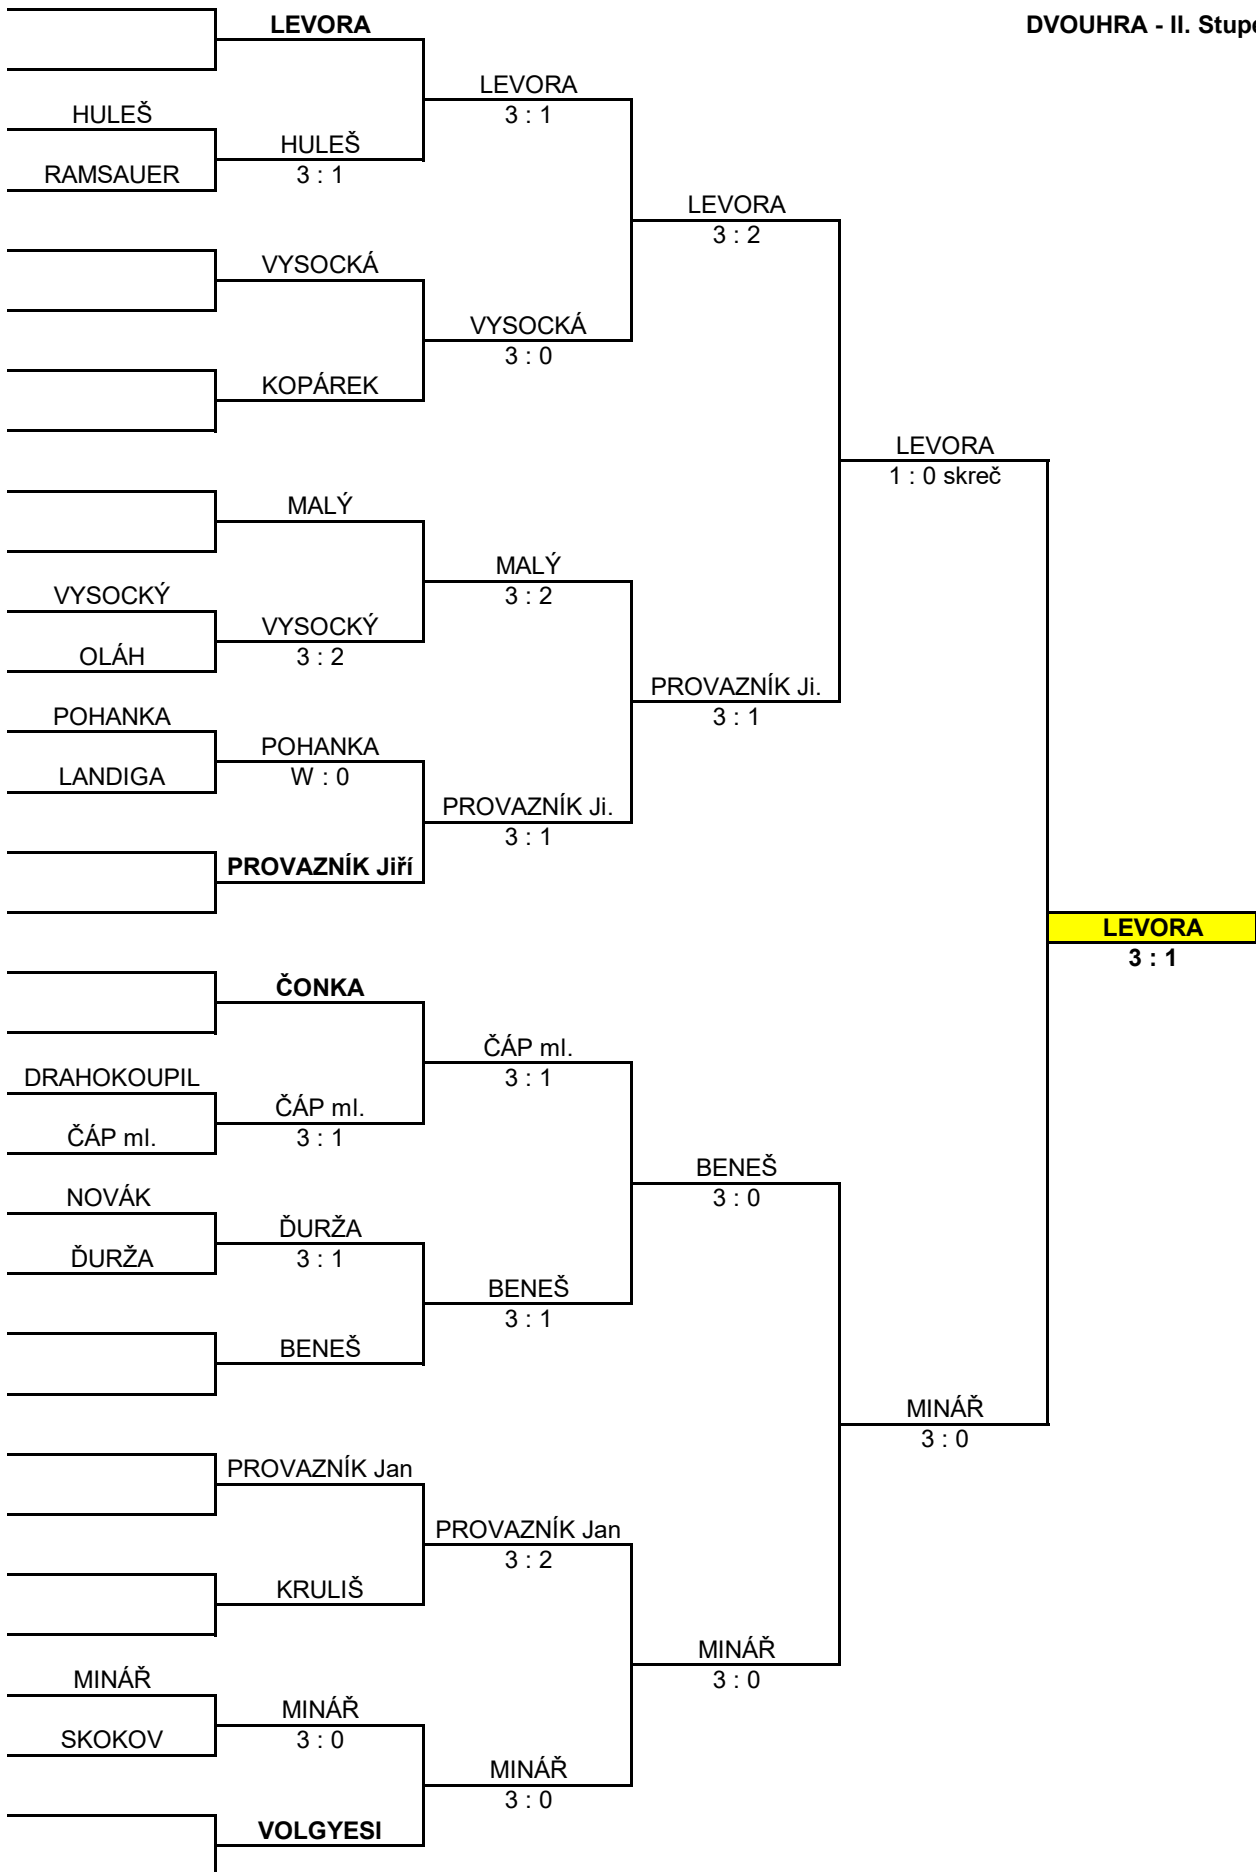 LEVORA
DVOUHRA - II. Stup
LEVORA
3 : 1
HULEŠ
HULEŠ
3 : 1
RAMSAUER
LEVORA
3 : 2
VYSOCKÁ
VYSOCKÁ
3 : 0
KOPÁREK
LEVORA
1 : 0 skreč
MALÝ
MALÝ
3 : 2
VYSOCKÝ
VYSOCKÝ
3 : 2
OLÁH
PROVAZNÍK Ji.
3 : 1
POHANKA
POHANKA
W : 0
LANDIGA
PROVAZNÍK Ji.
3 : 1
PROVAZNÍK Jiří
LEVORA
3 : 1
ČONKA
ČÁP ml.
3 : 1
DRAHOKOUPIL
ČÁP ml.
3 : 1
ČÁP ml.
BENEŠ
3 : 0
NOVÁK
ĎURŽA
3 : 1
ĎURŽA
BENEŠ
3 : 1
BENEŠ
MINÁŘ
3 : 0
PROVAZNÍK Jan
PROVAZNÍK Jan
3 : 2
KRULIŠ
MINÁŘ
3 : 0
MINÁŘ
MINÁŘ
3 : 0
SKOKOV
MINÁŘ
3 : 0
VOLGYESI